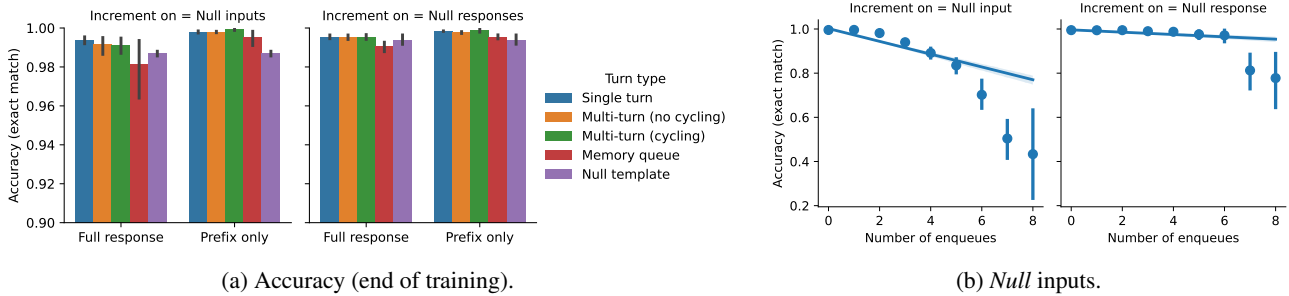 Increment on = Null inputs
Increment on = Null responses
Accuracy (exact match)
1.00
0.98
0.96
0.94
0.92
0.90
Full response
Prefix only
Full response
Prefix only
Turn type
Single turn
Multi-turn (no cycling)
Multi-turn (cycling)
Memory queue
Null template
(a) Accuracy (end of training).
Increment on = Null input
Increment on = Null response
Accuracy (exact match)
1.0
0.8
0.6
0.4
0.2
0 2 4 6 8
Number of enqueues
0 2 4 6 8
Number of enqueues
(b) Null inputs.